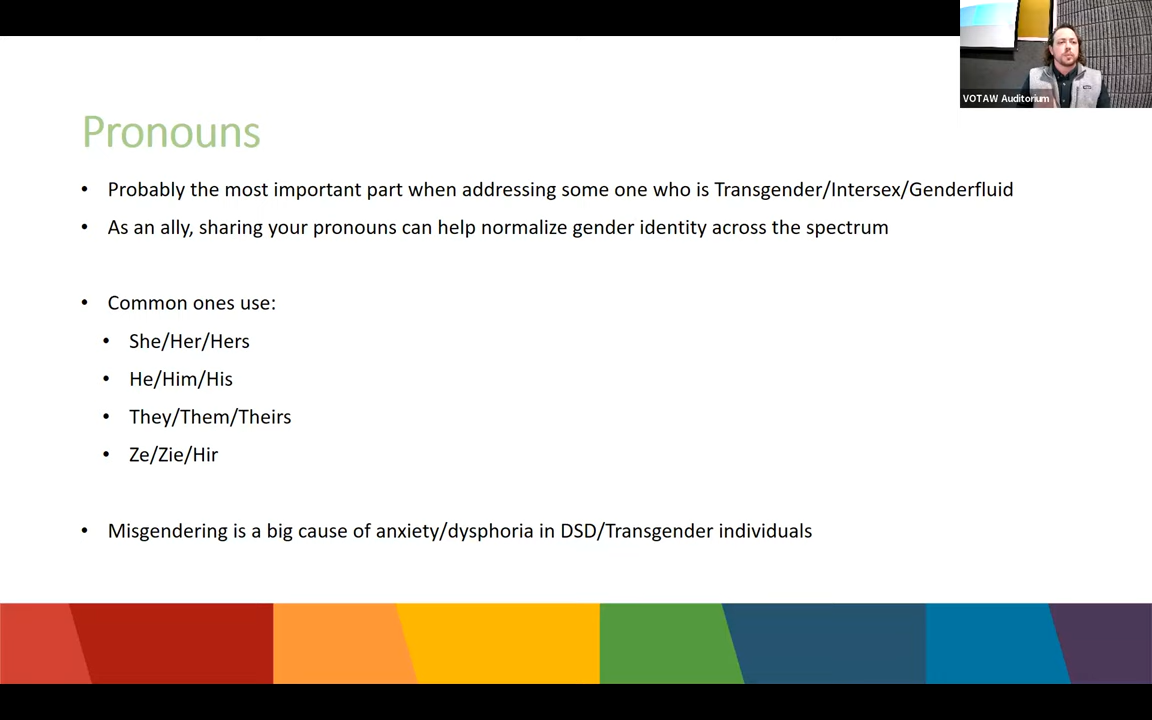 VOTAW Auditorium
Pronouns
• Probably the most important part when addressing some one who is Transgender/Intersex/Genderfluid
• As an ally, sharing your pronouns can help normalize gender identity across the spectrum
• Common ones use:
• She/Her/Hers
• He/Him/His
• They/Them/Theirs
• Ze/Zie/Hir
• Misgendering is a big cause of anxiety/dysphoria in DSD/Transgender individuals